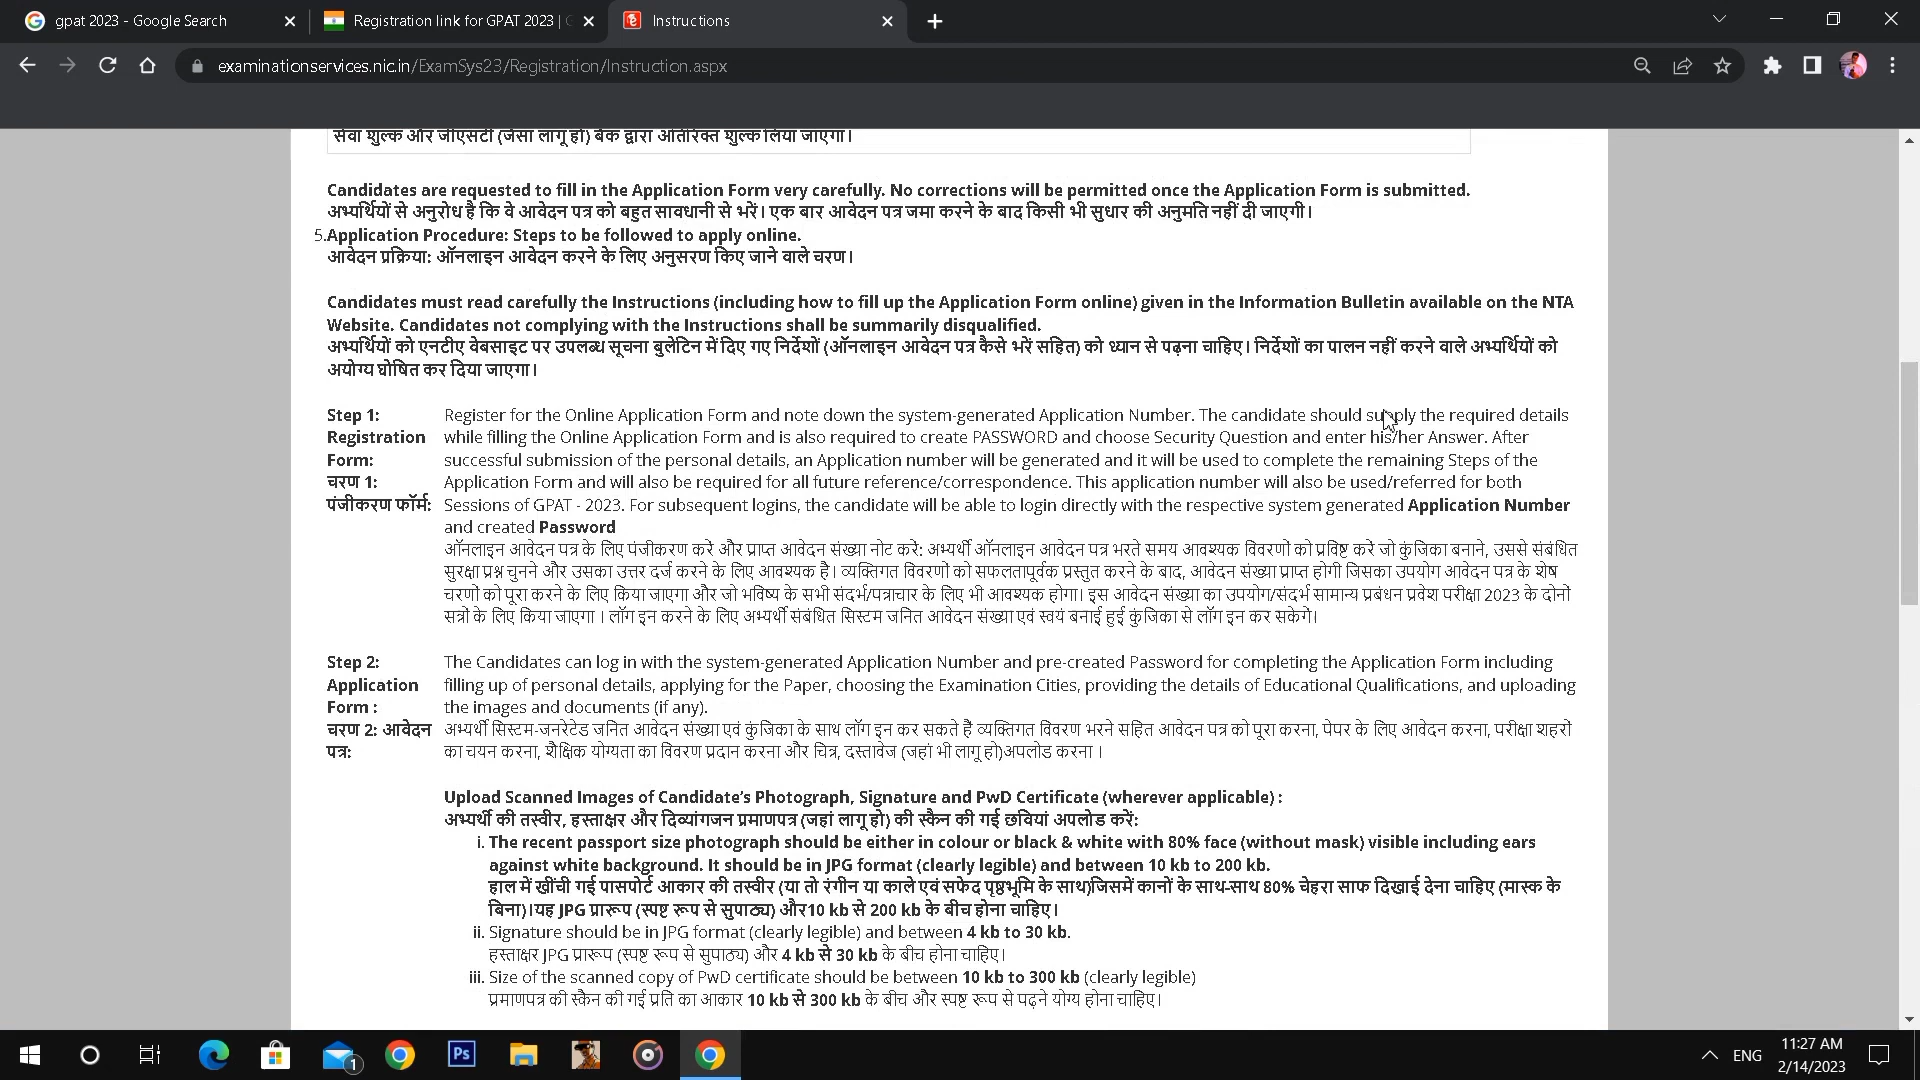 gpat 2023 - Google Search
Registration link for GPAT 2023 |
Instructions
examinationservices.nic.in/ExamSys23/Registration/Instruction.aspx
सेवा शुल्क और जीएसटी (जैसा लागू हो) बैंक द्वारा अतिरिक्त शुल्क लिया जाएगा।
Candidates are requested to fill in the Application Form very carefully. No corrections will be permitted once the Application Form is submitted.
अभ्यर्थियों से अनुरोध है कि वे आवेदन पत्र को बहुत सावधानी से भरें। एक बार आवेदन पत्र जमा करने के बाद किसी भी सुधार की अनुमति नहीं दी जाएगी।
5.Application Procedure: Steps to be followed to apply online.
आवेदन प्रक्रिया: ऑनलाइन आवेदन करने के लिए अनुसरण किए जाने वाले चरण।
Candidates must read carefully the Instructions (including how to fill up the Application Form online) given in the Information Bulletin available on the NTA
Website. Candidates not complying with the Instructions shall be summarily disqualified.
अभ्यर्थियों को एनटीए वेबसाइट पर उपलब्ध सूचना बुलेटिन में दिए गए निर्देशों (ऑनलाइन आवेदन पत्र कैसे भरें सहित) को ध्यान से पढ़ना चाहिए। निर्देशों का पालन नहीं करने वाले अभ्यर्थियों को
अयोग्य घोषित कर दिया जाएगा।
Step 1:
Registration
Form:
चरण 1:
पंजीकरण फॉर्म:
Register for the Online Application Form and note down the system-generated Application Number. The candidate should supply the required details
while filling the Online Application Form and is also required to create PASSWORD and choose Security Question and enter his/her Answer. After
successful submission of the personal details, an Application number will be generated and it will be used to complete the remaining Steps of the
Application Form and will also be required for all future reference/correspondence. This application number will also be used/referred for both
Sessions of GPAT - 2023. For subsequent logins, the candidate will be able to login directly with the respective system generated Application Number
and created Password
ऑनलाइन आवेदन पत्र के लिए पंजीकरण करें और प्राप्त आवेदन संख्या नोट करें: अभ्यर्थी ऑनलाइन आवेदन पत्र भरते समय आवश्यक विवरणों को प्रविष्ट करें जो कुंजिका बनाने, उससे संबंधित
सुरक्षा प्रश्न चुनने और उसका उत्तर दर्ज करने के लिए आवश्यक है। व्यक्तिगत विवरणों को सफलतापूर्वक प्रस्तुत करने के बाद, आवेदन संख्या प्राप्त होगी जिसका उपयोग आवेदन पत्र के शेष
चरणों को पूरा करने के लिए किया जाएगा और जो भविष्य के सभी संदर्भ/पत्राचार के लिए भी आवश्यक होगा। इस आवेदन संख्या का उपयोग/संदर्भ सामान्य प्रबंधन प्रवेश परीक्षा 2023 के दोनों
सत्रों के लिए किया जाएगा । लॉग इन करने के लिए अभ्यर्थी संबंधित सिस्टम जनित आवेदन संख्या एवं स्वयं बनाई हुई कुंजिका से लॉग इन कर सकेगें।
Step 2:
Application
Form :
चरण 2: आवेदन
पत्र:
The Candidates can log in with the system-generated Application Number and pre-created Password for completing the Application Form including
filling up of personal details, applying for the Paper, choosing the Examination Cities, providing the details of Educational Qualifications, and uploading
the images and documents (if any).
अभ्यर्थी सिस्टम-जनरेटेड जनित आवेदन संख्या एवं कुंजिका के साथ लॉग इन कर सकते हैं व्यक्तिगत विवरण भरने सहित आवेदन पत्र को पूरा करना, पेपर के लिए आवेदन करना, परीक्षा शहरों
का चयन करना, शैक्षिक योग्यता का विवरण प्रदान करना और चित्र, दस्तावेज (जहां भी लागू हो)अपलोड करना ।
Upload Scanned Images of Candidate's Photograph, Signature and PwD Certificate (wherever applicable) :
अभ्यर्थी की तस्वीर, हस्ताक्षर और दिव्यांगजन प्रमाणपत्र (जहां लागू हो) की स्कैन की गई छवियां अपलोड करें:
i. The recent passport size photograph should be either in colour or black & white with 80% face (without mask) visible including ears
against white background. It should be in JPG format (clearly legible) and between 10 kb to 200 kb.
हाल में खींची गई पासपोर्ट आकार की तस्वीर (या तो रंगीन या काले एवं सफेद पृष्ठभूमि के साथ)जिसमें कानों के साथ-साथ 80% चेहरा साफ दिखाई देना चाहिए (मास्क के
बिना)।यह JPG प्रारूप (स्पष्ट रूप से सुपाठ्य) और10 kb से 200 kb के बीच होना चाहिए।
ii. Signature should be in JPG format (clearly legible) and between 4 kb to 30 kb.
हस्ताक्षर JPG प्रारूप (स्पष्ट रूप से सुपाठ्य) और 4 kb से 30 kb के बीच होना चाहिए।
iii. Size of the scanned copy of PwD certificate should be between 10 kb to 300 kb (clearly legible)
प्रमाणपत्र की स्कैन की गई प्रति का आकार 10 kb से 300 kb के बीच और स्पष्ट रूप से पढ़ने योग्य होना चाहिए।
1
Ps
ENG
11:27 AM
2/14/2023